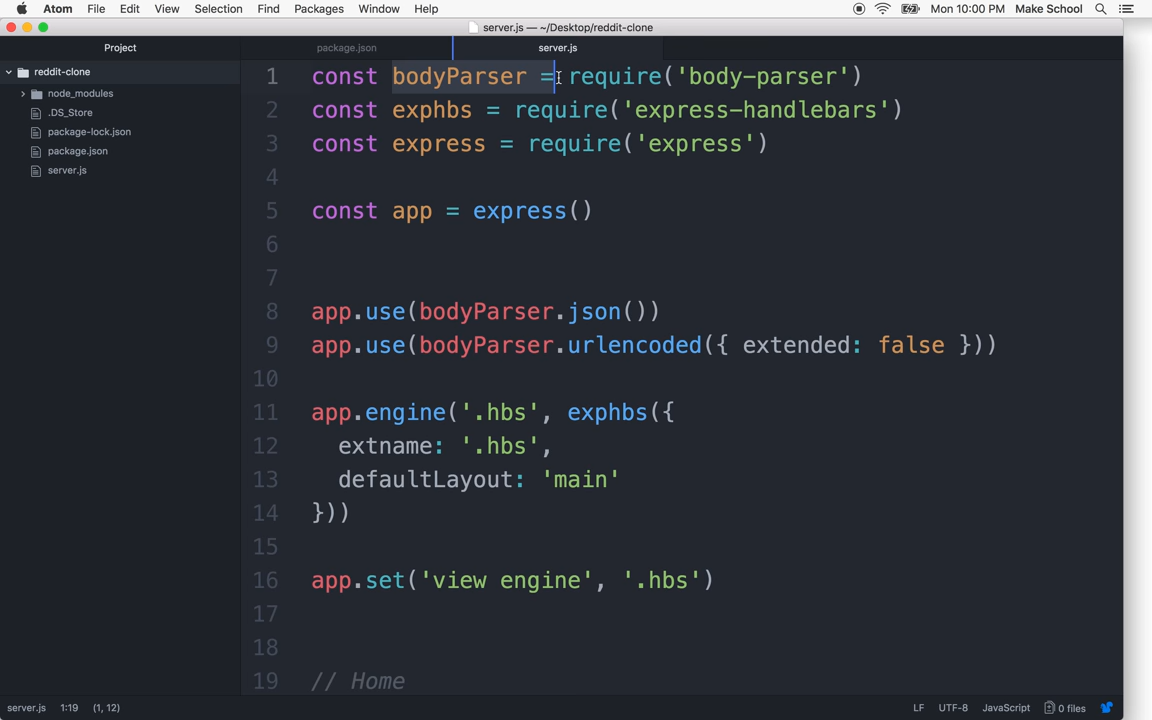 Atom File Edit View Selection Find Packages Window Help Mon 10:00 PM Make School
server.js — ~/Desktop/reddit-clone
Project package.json server.js
reddit-clone
node_modules
.DS_Store
package-lock.json
package.json
server.js
1 const bodyParser = require('body-parser')
2 const exphbs = require('express-handlebars')
3 const express = require('express')
4
5 const app = express()
6
7
8 app.use(bodyParser.json())
9 app.use(bodyParser.urlencoded({ extended: false }))
10
11 app.engine('.hbs', exphbs({
12 extname: '.hbs',
13 defaultLayout: 'main'
14 }))
15
16 app.set('view engine', '.hbs')
17
18
19 // Home
server.js 1:19 (1, 12) LF UTF-8 JavaScript 0 files